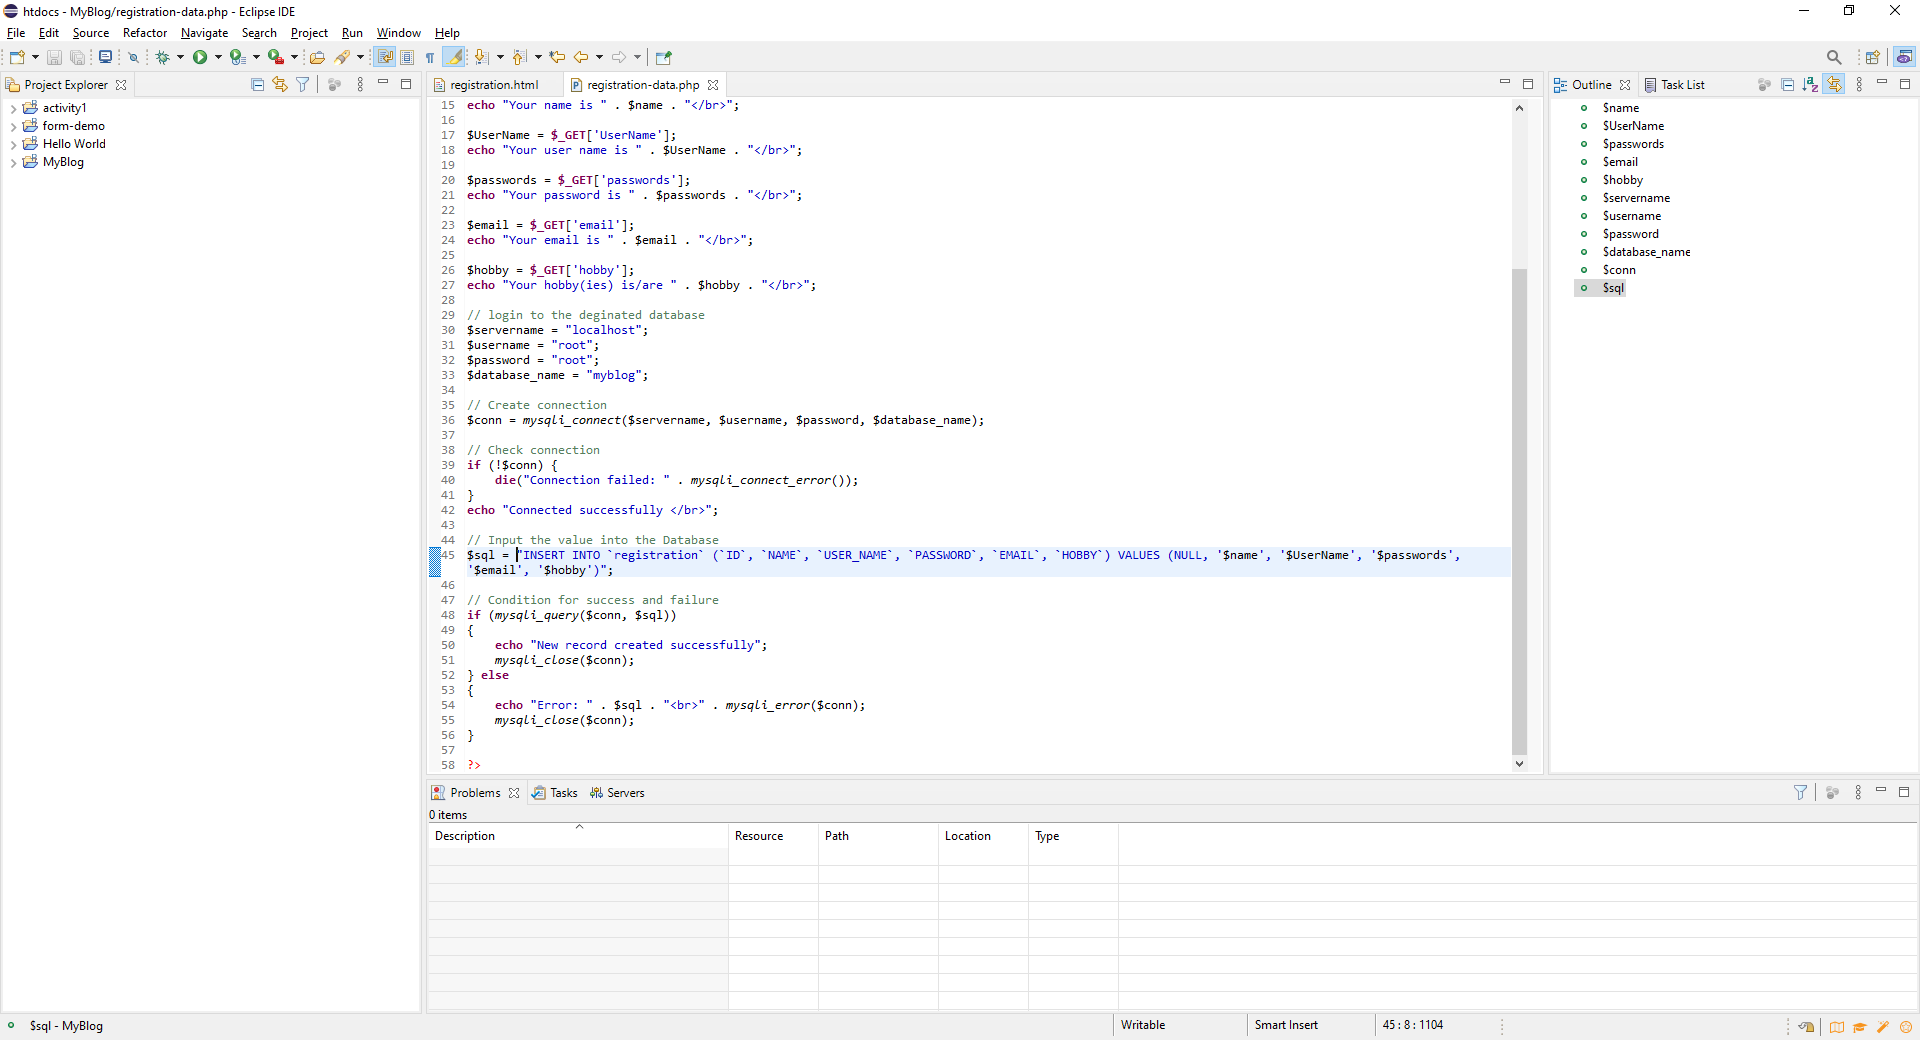 htdocs - MyBlog/registration-data.php - Eclipse IDE
File Edit Source Refactor Navigate Search Project Run Window Help
Project Explorer
activity1
form-demo
Hello World
MyBlog
registration.html
registration-data.php
15 echo "Your name is " . $name . "</br>";
16
17 $UserName = $_GET['UserName'];
18 echo "Your user name is " . $UserName . "</br>";
19
20 $passwords = $_GET['passwords'];
21 echo "Your password is " . $passwords . "</br>";
22
23 $email = $_GET['email'];
24 echo "Your email is " . $email . "</br>";
25
26 $hobby = $_GET['hobby'];
27 echo "Your hobby(ies) is/are " . $hobby . "</br>";
28
29 // login to the deginated database
30 $servername = "localhost";
31 $username = "root";
32 $password = "root";
33 $database_name = "myblog";
34
35 // Create connection
36 $conn = mysqli_connect($servername, $username, $password, $database_name);
37
38 // Check connection
39 if (!$conn) {
40 die("Connection failed: " . mysqli_connect_error());
41 }
42 echo "Connected successfully </br>";
43
44 // Input the value into the Database
45 $sql = "INSERT INTO `registration` (`ID`, `NAME`, `USER_NAME`, `PASSWORD`, `EMAIL`, `HOBBY`) VALUES (NULL, '$name', '$UserName', '$passwords',
'$email', '$hobby')";
46
47 // Condition for success and failure
48 if (mysqli_query($conn, $sql))
49 {
50 echo "New record created successfully";
51 mysqli_close($conn);
52 } else
53 {
54 echo "Error: " . $sql . "<br>" . mysqli_error($conn);
55 mysqli_close($conn);
56 }
57
58 ?>
Outline
Task List
$name
$UserName
$passwords
$email
$hobby
$servername
$username
$password
$database_name
$conn
$sql
Problems Tasks Servers
0 items
Description Resource Path Location Type
$sql - MyBlog
Writable Smart Insert 45 : 8 : 1104